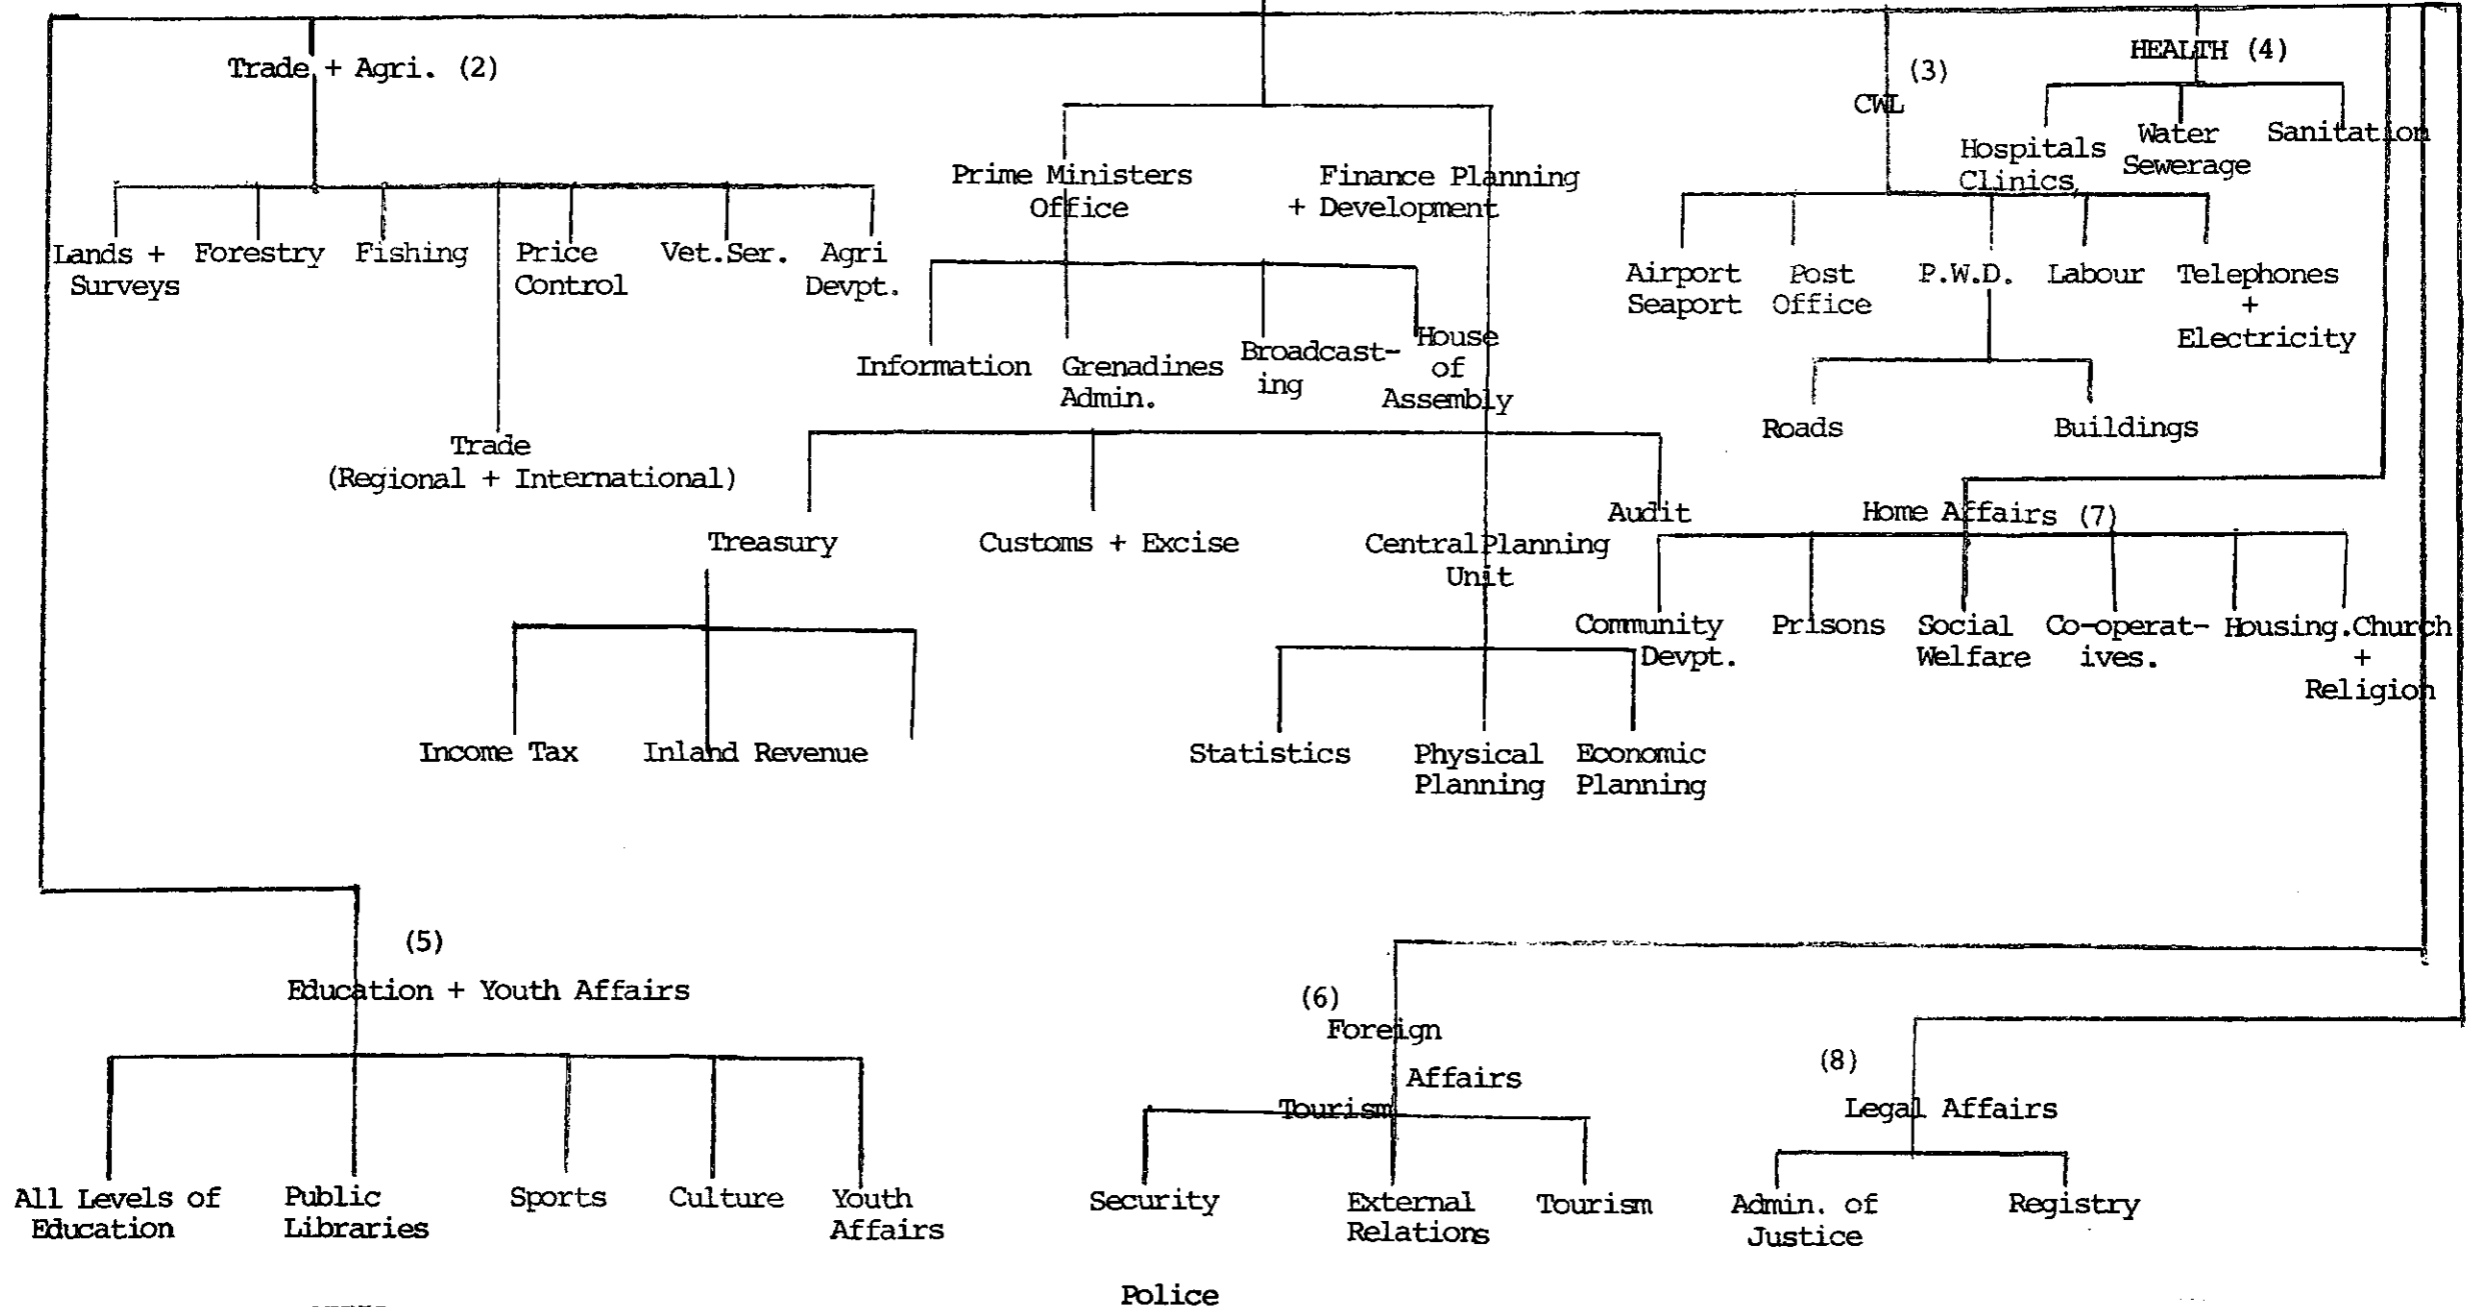 Trade + Agri. (2)
HEALTH (4)
(3)
CWL
Hospitals
Clinics
Water
Sewerage
Sanitation
Prime Ministers
Office
Finance Planning
+ Development
Lands +
Surveys
Forestry
Fishing
Price
Control
Vet.Ser.
Agri
Devpt.
Airport
Seaport
Post
Office
P.W.D.
Labour
Telephones
+
Electricity
Information
Grenadines
Admin.
Broadcast-
ing
House
of
Assembly
Roads
Buildings
Trade
(Regional + International)
Treasury
Customs + Excise
Central Planning
Unit
Audit
Home Affairs (7)
Community
Devpt.
Prisons
Social
Welfare
Co-operat-
ives.
Housing.
Church
+
Religion
Income Tax
Inland Revenue
Statistics
Physical
Planning
Economic
Planning
(5)
Education + Youth Affairs
(6)
Foreign
Affairs
Tourism
(8)
Legal Affairs
All Levels of
Education
Public
Libraries
Sports
Culture
Youth
Affairs
Security
External
Relations
Tourism
Admin. of
Justice
Registry
Police